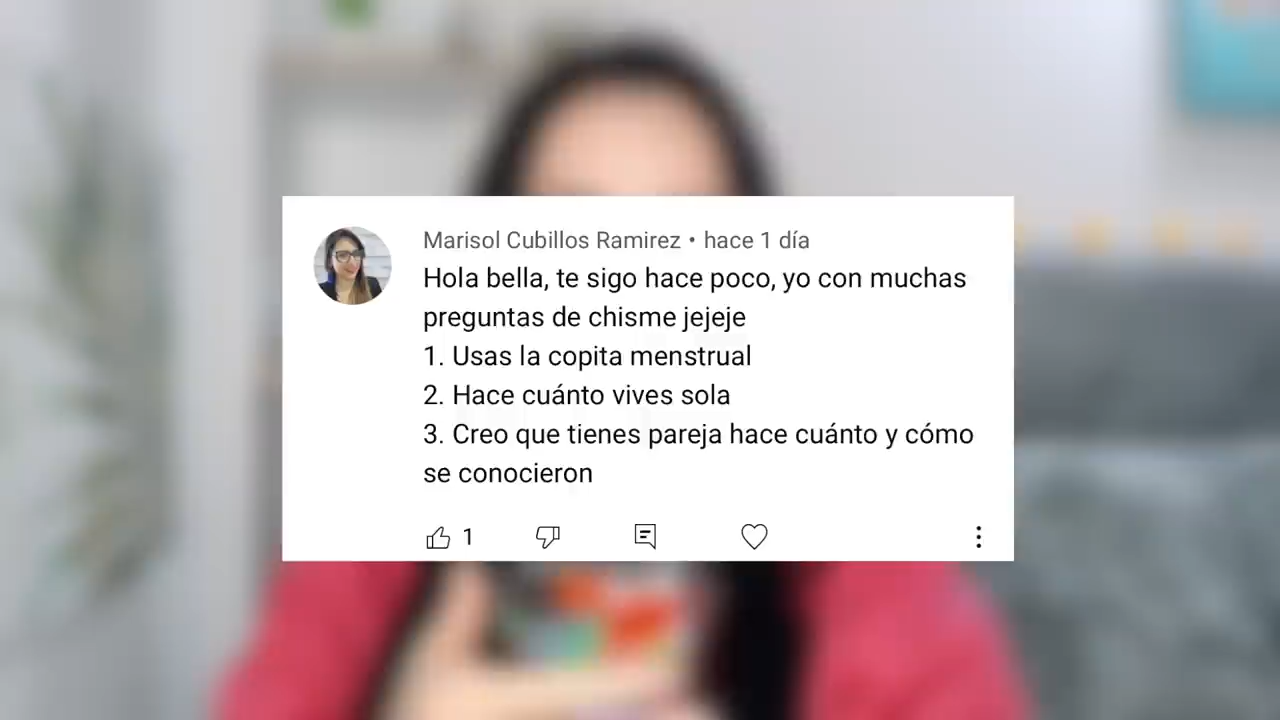 Marisol Cubillos Ramirez • hace 1 día
Hola bella, te sigo hace poco, yo con muchas
preguntas de chisme jejeje
1. Usas la copita menstrual
2. Hace cuánto vives sola
3. Creo que tienes pareja hace cuánto y cómo
se conocieron
1